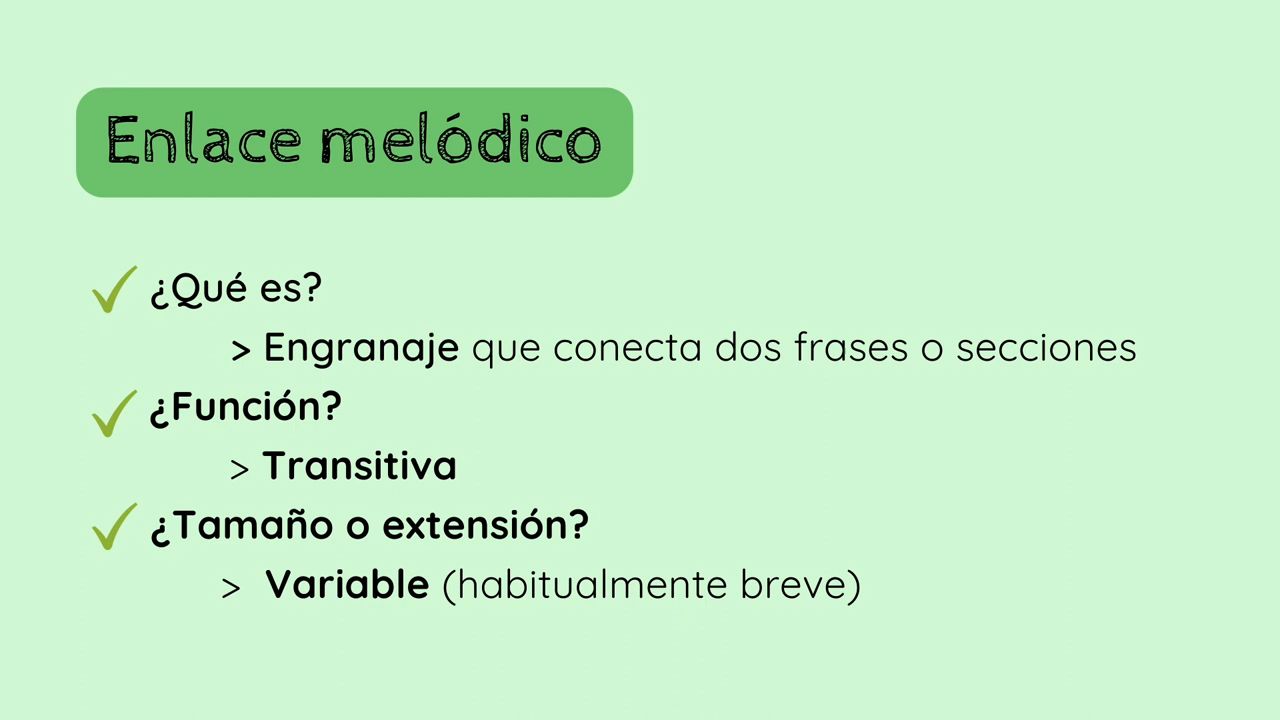 Enlace melódico
¿Qué es?
> Engranaje que conecta dos frases o secciones
¿Función?
> Transitiva
¿Tamaño o extensión?
> Variable (habitualmente breve)